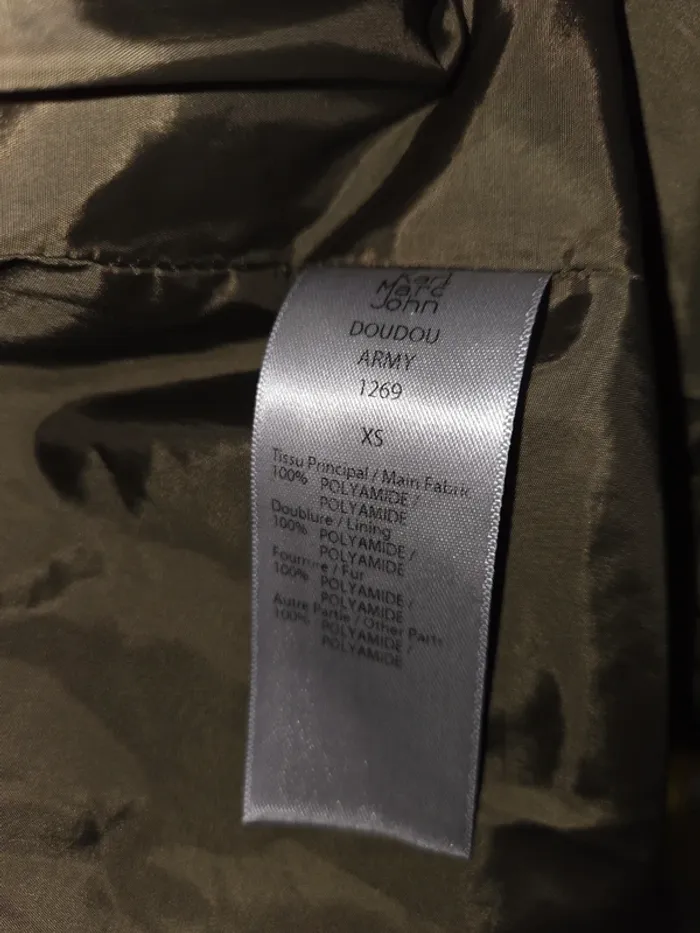 Karl
Marc
John
DOUDOU
ARMY
1269
XS
Tissu Principal / Main Fabric
100% POLYAMIDE /
POLYAMIDE
Doublure / Lining
100% POLYAMIDE /
POLYAMIDE
Fourrure / Fur
100% POLYAMIDE /
POLYAMIDE
Autre Partie / Other Parts
100% POLYAMIDE /
POLYAMIDE